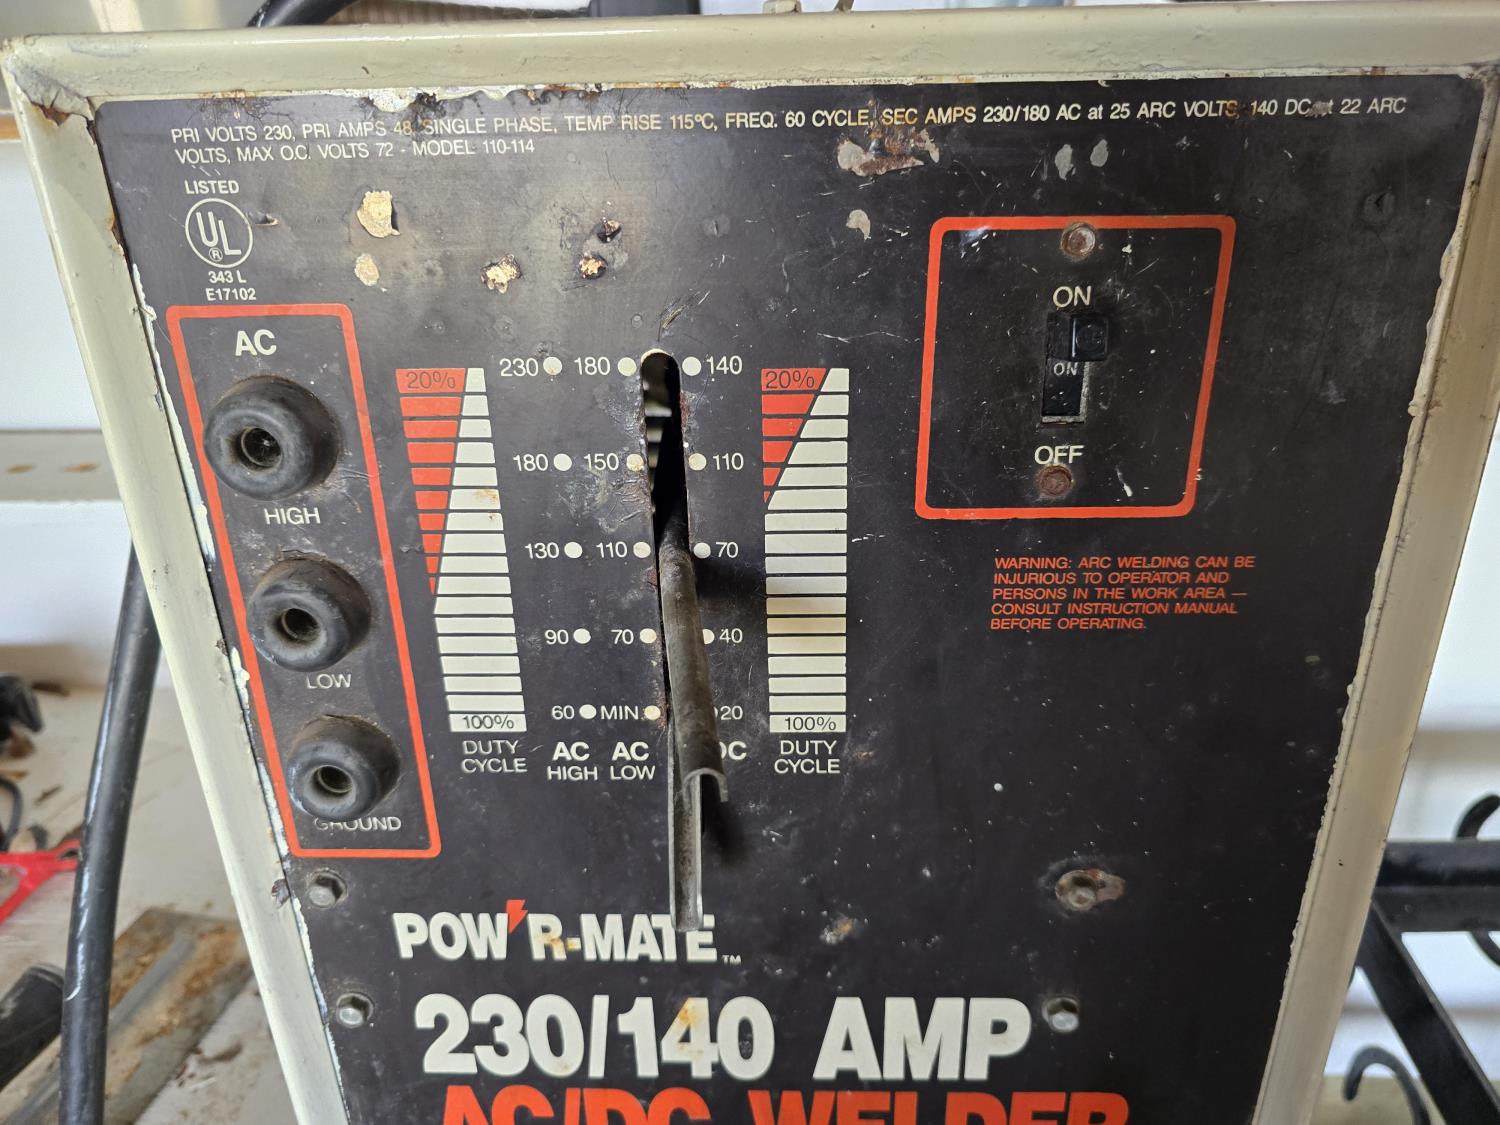 PRI VOLTS 230, PRI AMPS 48, SINGLE PHASE, TEMP RISE 115°C, FREQ. 60 CYCLE, SEC AMPS 230/180 AC at 25 ARC VOLTS, 140 DC at 22 ARC
VOLTS, MAX O.C. VOLTS 72 - MODEL 110-114
LISTED
UL
®
343 L
E17102
AC
HIGH
LOW
GROUND
20%
100%
DUTY
CYCLE
230 180 140
180 150 110
130 110 70
90 70 40
60 MIN. 20
AC AC DC
HIGH LOW
20%
100%
DUTY
CYCLE
ON
ON
OFF
WARNING: ARC WELDING CAN BE
INJURIOUS TO OPERATOR AND
PERSONS IN THE WORK AREA —
CONSULT INSTRUCTION MANUAL
BEFORE OPERATING.
POW'R-MATE™
230/140 AMP
AC/DC WELDER